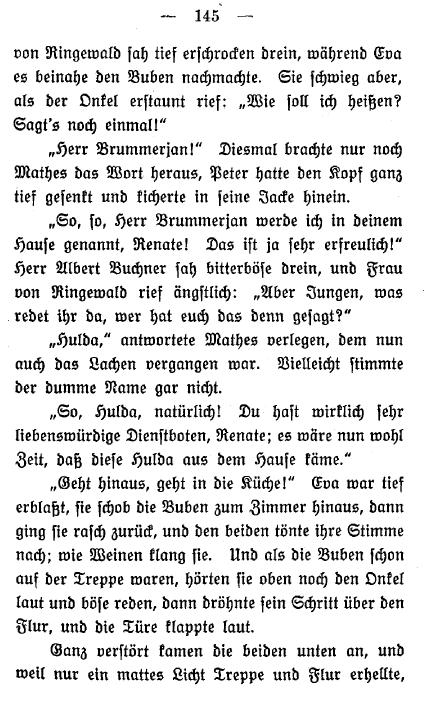 — 145 —
von Ringewald sah tief erschrocken drein, während Eva
es beinahe den Buben nachmachte. Sie schwieg aber,
als der Onkel erstaunt rief: „Wie soll ich heißen?
Sagt's noch einmal!“
„Herr Brummerjan!“ Diesmal brachte nur noch
Mathes das Wort heraus, Peter hatte den Kopf ganz
tief gesenkt und kicherte in seine Jacke hinein.
„So, so, Herr Brummerjan werde ich in deinem
Hause genannt, Renate! Das ist ja sehr erfreulich!“
Herr Albert Buchner sah bitterböse drein, und Frau
von Ringewald rief ängstlich: „Aber Jungen, was
redet ihr da, wer hat euch das denn gesagt?“
„Hulda,“ antwortete Mathes verlegen, dem nun
auch das Lachen vergangen war. Vielleicht stimmte
der dumme Name gar nicht.
„So, Hulda, natürlich! Du hast wirklich sehr
liebenswürdige Dienstboten, Renate; es wäre nun wohl
Zeit, daß diese Hulda aus dem Hause käme.“
„Geht hinaus, geht in die Küche!“ Eva war tief
erblaßt, sie schob die Buben zum Zimmer hinaus, dann
ging sie rasch zurück, und den beiden tönte ihre Stimme
nach; wie Weinen klang sie. Und als die Buben schon
auf der Treppe waren, hörten sie oben noch den Onkel
laut und böse reden, dann dröhnte sein Schritt über den
Flur, und die Türe klappte laut.
Ganz verstört kamen die beiden unten an, und
weil nur ein mattes Licht Treppe und Flur erhellte,